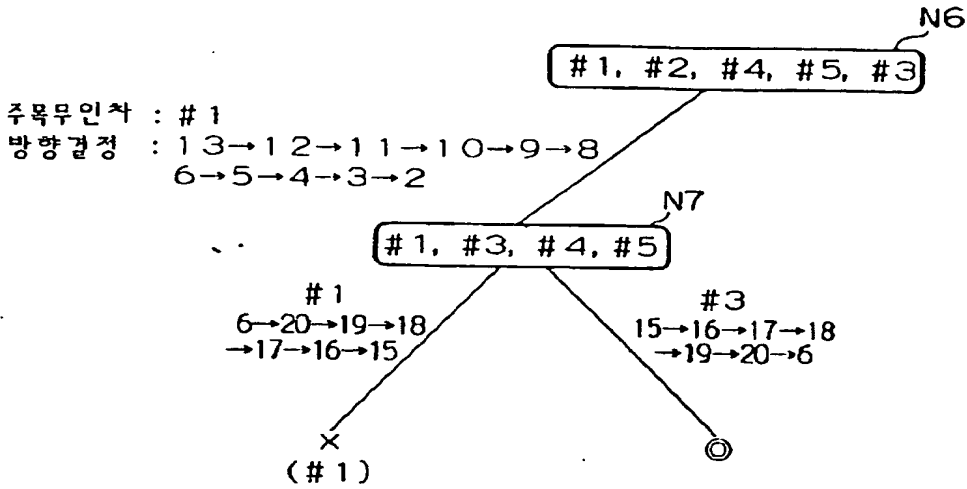 N6
#1, #2, #4, #5, #3
주목무인차 : #1
방향결정 : 13→12→11→10→9→8
6→5→4→3→2
N7
#1, #3, #4, #5
#1
6→20→19→18
→17→16→15
#3
15→16→17→18
→19→20→6
×
(#1)
◎